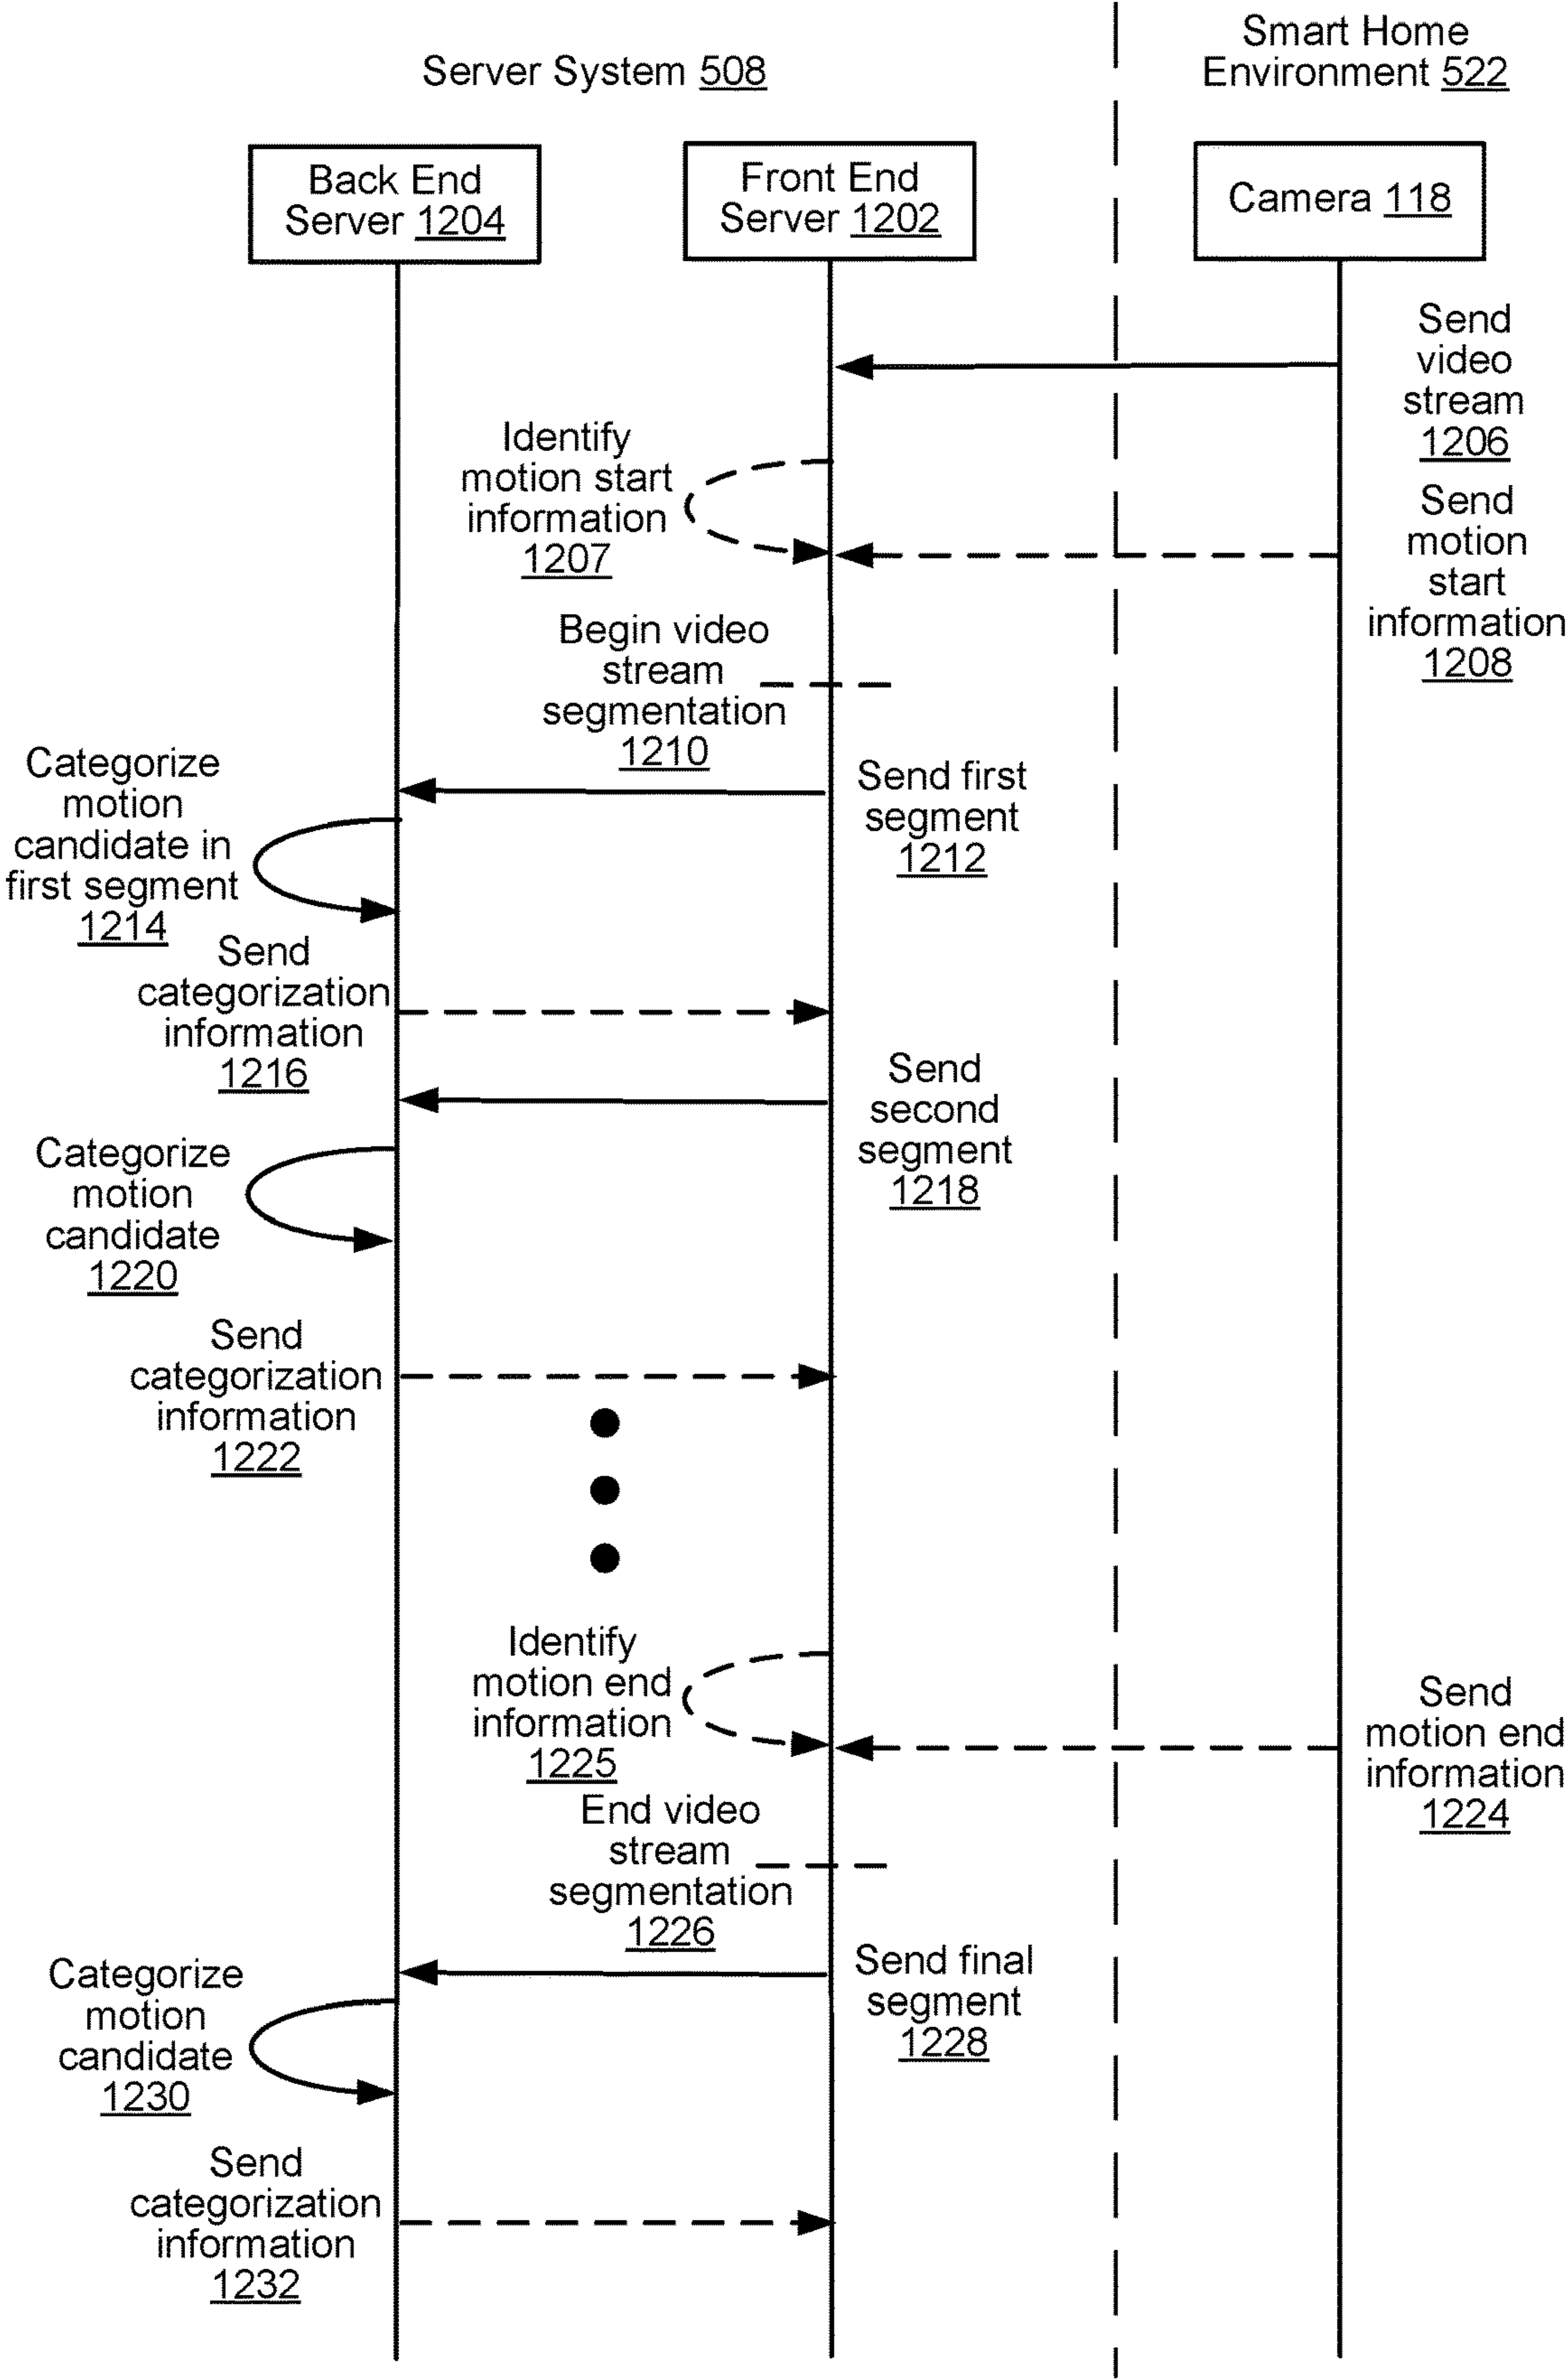 Server System 508
Smart Home
Environment 522
Back End
Server 1204
Front End
Server 1202
Camera 118
Send
video
stream
1206
Identify
motion start
information
1207
Send
motion
start
information
1208
Begin video
stream
segmentation
1210
Send first
segment
1212
Categorize
motion
candidate in
first segment
1214
Send
categorization
information
1216
Send
second
segment
1218
Categorize
motion
candidate
1220
Send
categorization
information
1222
Identify
motion end
information
1225
Send
motion end
information
1224
End video
stream
segmentation
1226
Send final
segment
1228
Categorize
motion
candidate
1230
Send
categorization
information
1232